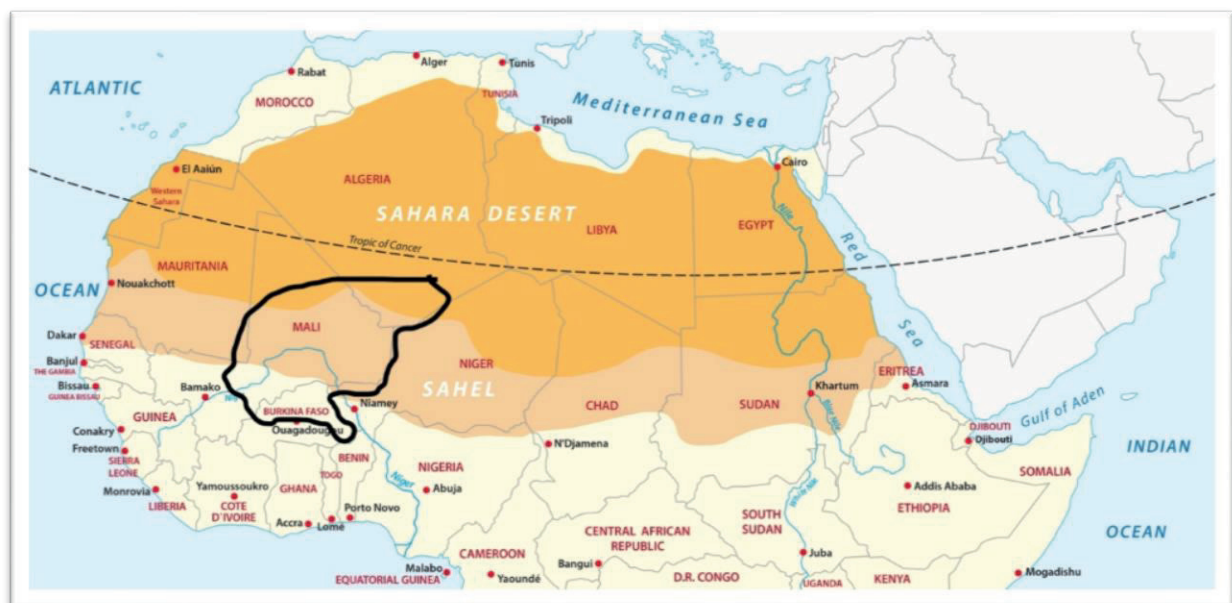 Alger
Tunis
Rabat
ATLANTIC
TUNISIA
Mediterranean Sea
MOROCCO
Tripoli
Cairo
El Aaiún
ALGERIA
Western
Sahara
Nile
SAHARA DESERT
LIBYA
EGYPT
Tropic of Cancer
Red Sea
MAURITANIA
OCEAN
Nouakchott
MALI
Dakar
SENEGAL
NIGER
Banjul
THE GAMBIA
ERITREA
Bissau
GUINEA BISSAU
Bamako
SAHEL
Khartum
Asmara
Niamey
BURKINA FASO
CHAD
SUDAN
Blue Nile
Gulf of Aden
GUINEA
Ouagadougou
DJIBOUTI
Conakry
N'Djamena
Djibouti
INDIAN
Freetown
SIERRA
LEONE
BENIN
NIGERIA
SOMALIA
TOGO
Niger
Yamoussoukro
Monrovia
GHANA
Abuja
Addis Ababa
LIBERIA
COTE
D'IVOIRE
White Nile
ETHIOPIA
Porto Novo
SOUTH
SUDAN
Accra
Lomé
CENTRAL AFRICAN
REPUBLIC
OCEAN
CAMEROON
Juba
Malabo
Bangui
EQUATORIAL GUINEA
Yaoundé
D.R. CONGO
UGANDA
KENYA
Mogadishu